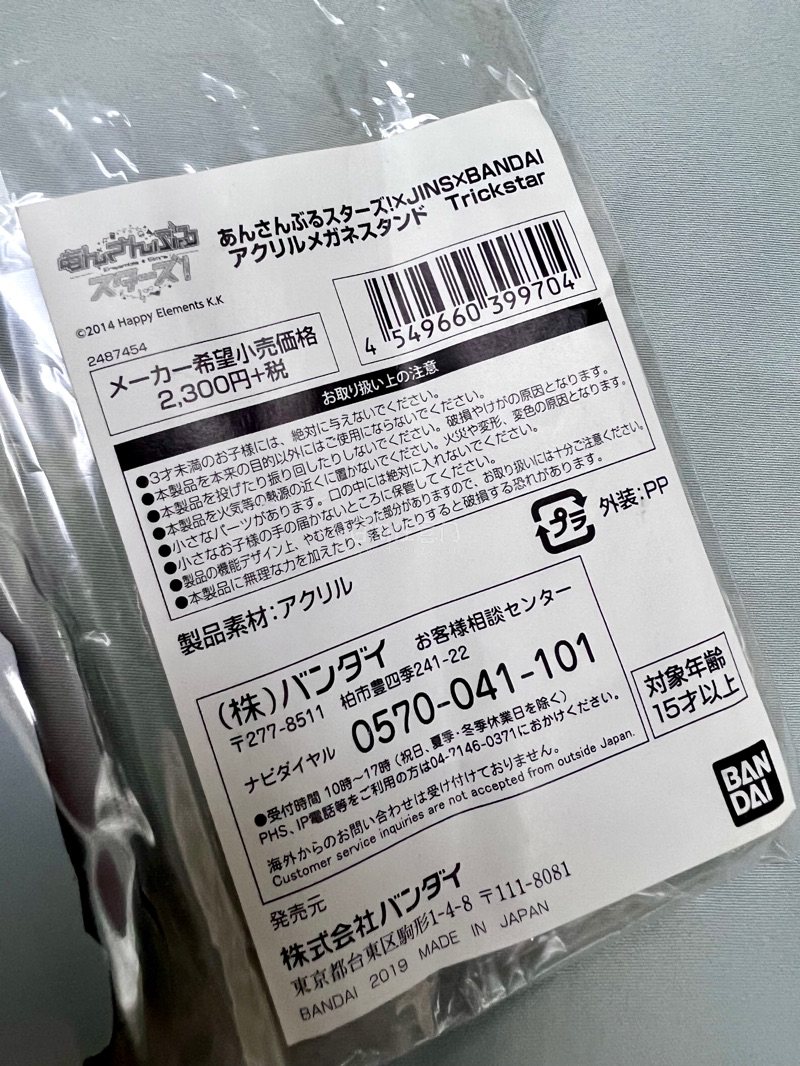 あんさんぶるスターズ!
©2014 Happy Elements K.K
あんさんぶるスターズ!×JINS×BANDAI
アクリルメガネスタンド Trickstar
4 549660 399704
2487454
メーカー希望小売価格
2,300円+税
お取り扱い上の注意
●3才未満のお子様には、絶対に与えないでください。
●本製品を本来の目的以外にはご使用にならないでください。
●本製品を投げたり振り回したりしないでください。破損やけがの原因となります。
●本製品を火気等の熱源の近くに置かないでください。火災や変形、変色の原因となります。
●小さなパーツがあります。口の中には絶対に入れないでください。
●小さなお子様の手の届かないところに保管してください。
●製品の機能デザイン上、やむを得ず尖った部分がありますので、お取り扱いには十分ご注意ください。
●本製品に無理な力を加えたり、落としたりすると破損する恐れがあります。
プラ
外装:PP
製品素材:アクリル
(株)バンダイ お客様相談センター
〒277-8511 柏市豊四季241-22
ナビダイヤル 0570-041-101
●受付時間 10時〜17時(祝日、夏季・冬季休業日を除く)
PHS、IP電話等をご利用の方は04-7146-0371におかけください。
海外からのお問い合わせは受け付けておりません。
Customer service inquiries are not accepted from outside Japan.
対象年齢
15才以上
BAN
DAI
発売元
株式会社バンダイ
東京都台東区駒形1-4-8 〒111-8081
BANDAI 2019 MADE IN JAPAN